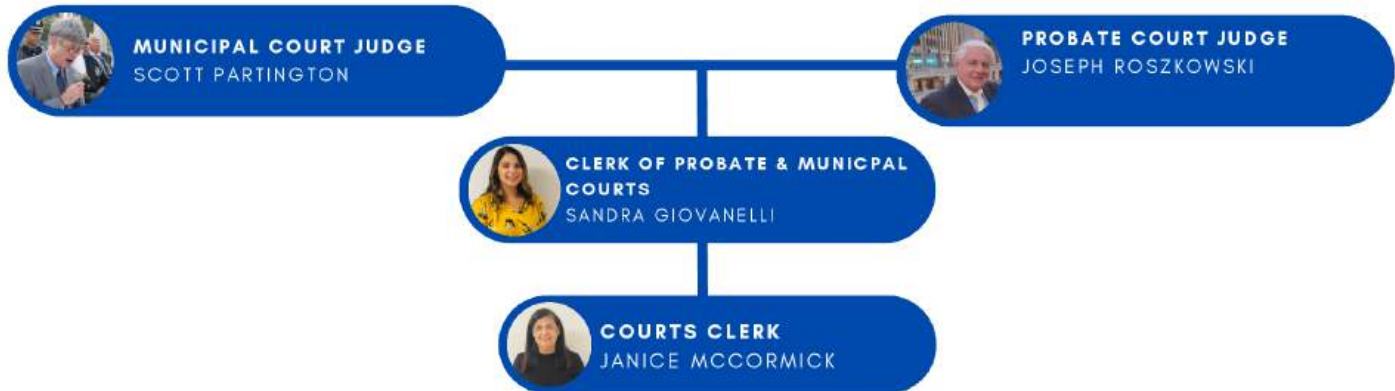 MUNICIPAL COURT JUDGE
SCOTT PARTINGTON
PROBATE COURT JUDGE
JOSEPH ROSZKOWSKI
CLERK OF PROBATE & MUNICPAL
COURTS
SANDRA GIOVANELLI
COURTS CLERK
JANICE MCCORMICK